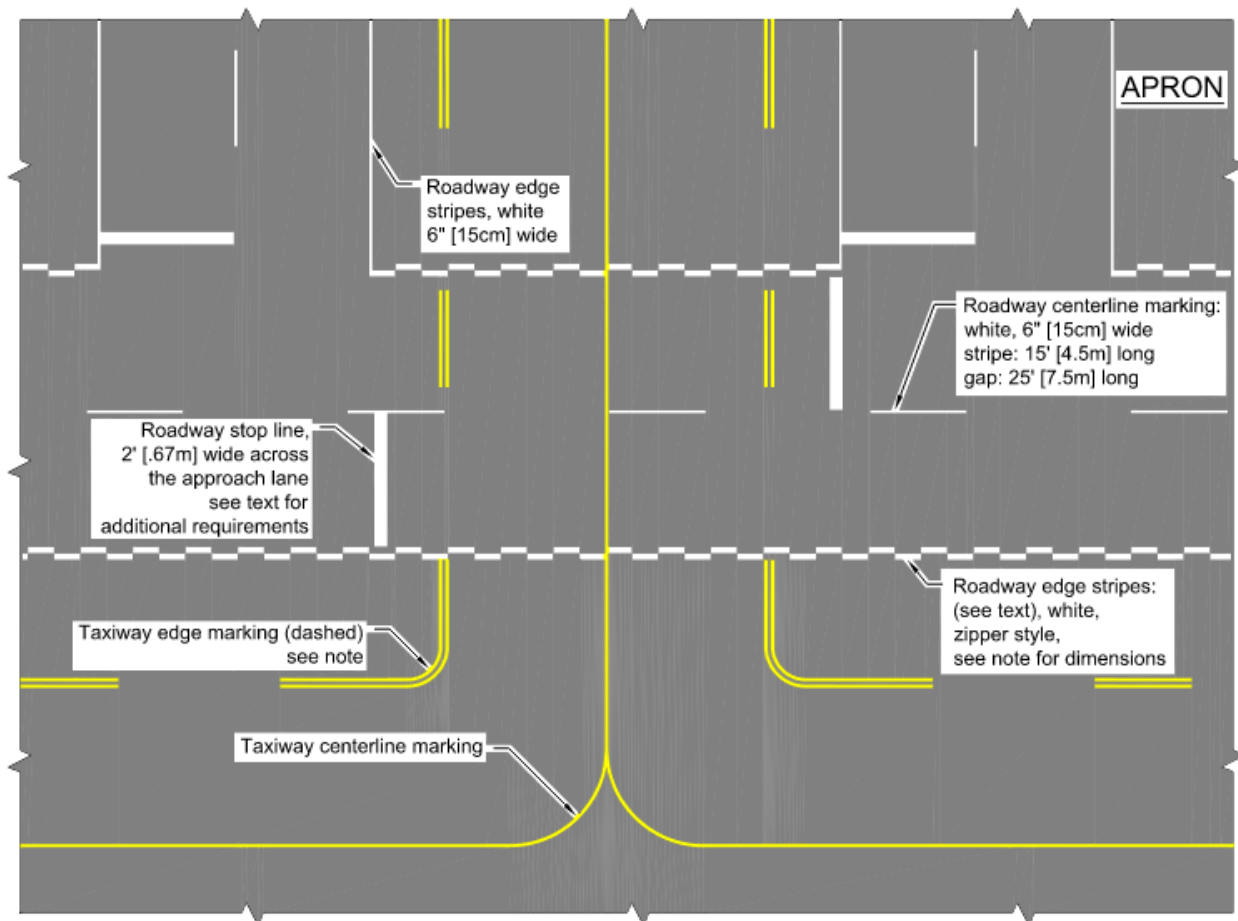 APRON
Roadway edge
stripes, white
6" [15cm] wide
Roadway centerline marking:
white, 6" [15cm] wide
stripe: 15' [4.5m] long
gap: 25' [7.5m] long
Roadway stop line,
2' [.67m] wide across
the approach lane
see text for
additional requirements
Roadway edge stripes:
(see text), white,
zipper style,
see note for dimensions
Taxiway edge marking (dashed)
see note
Taxiway centerline marking